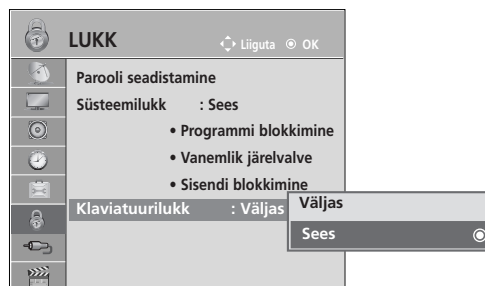 LUKK
Liiguta OK
Parooli seadistamine
Süsteemilukk : Sees
• Programmi blokkimine
• Vanemlik järelvalve
• Sisendi blokkimine
Klaviatuurilukk : Väljas
Väljas
Sees